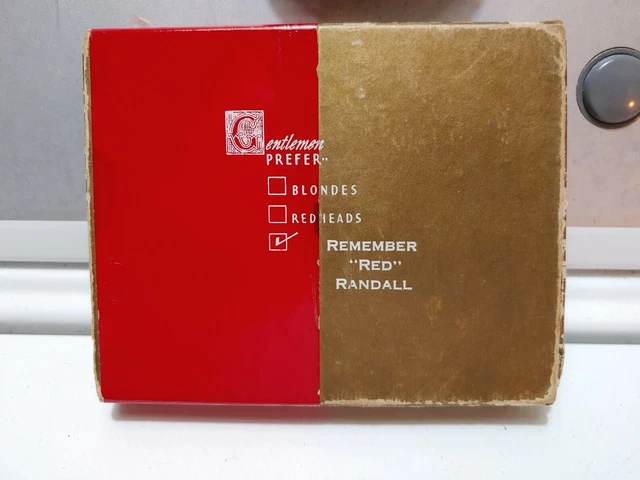 Gentlemen
PREFER..
BLONDES
REDHEADS
REMEMBER
"RED"
RANDALL